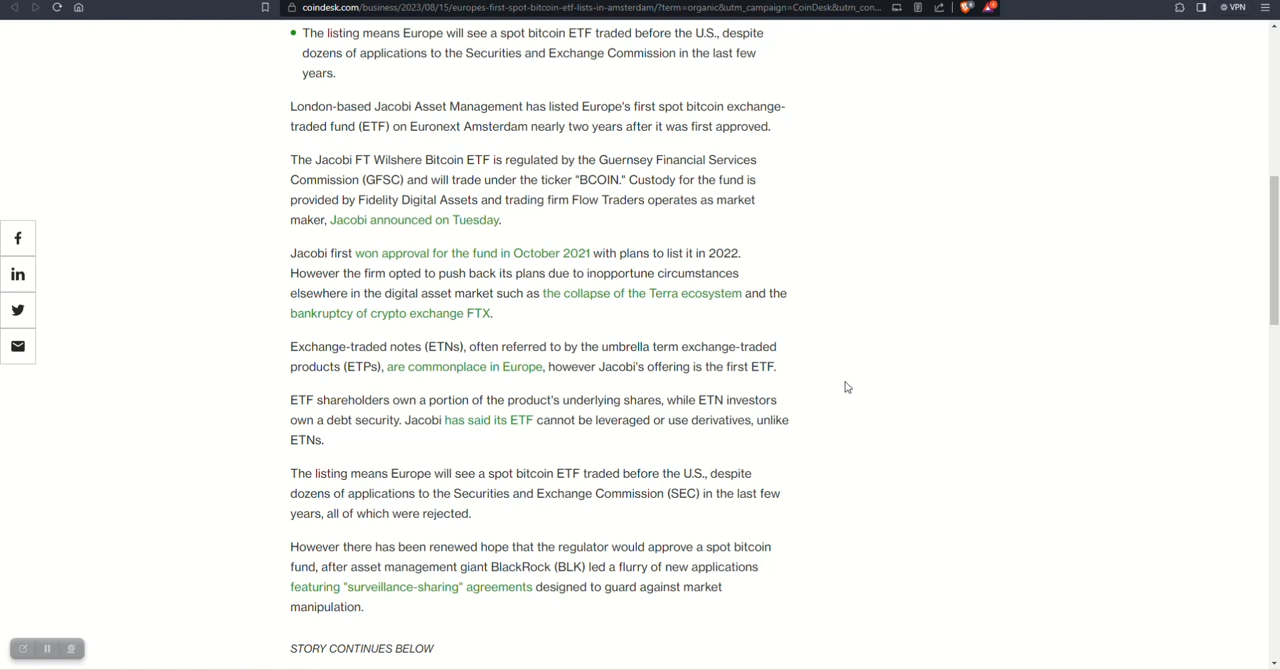 coindesk.com/business/2023/08/15/europes-first-spot-bitcoin-etf-lists-in-amsterdam/?term=organic&utm_campaign=CoinDesk&utm_con...
VPN
The listing means Europe will see a spot bitcoin ETF traded before the U.S., despite
dozens of applications to the Securities and Exchange Commission in the last few
years.
London-based Jacobi Asset Management has listed Europe's first spot bitcoin exchange-
traded fund (ETF) on Euronext Amsterdam nearly two years after it was first approved.
The Jacobi FT Wilshere Bitcoin ETF is regulated by the Guernsey Financial Services
Commission (GFSC) and will trade under the ticker "BCOIN." Custody for the fund is
provided by Fidelity Digital Assets and trading firm Flow Traders operates as market
maker, Jacobi announced on Tuesday.
Jacobi first won approval for the fund in October 2021 with plans to list it in 2022.
However the firm opted to push back its plans due to inopportune circumstances
elsewhere in the digital asset market such as the collapse of the Terra ecosystem and the
bankruptcy of crypto exchange FTX.
Exchange-traded notes (ETNs), often referred to by the umbrella term exchange-traded
products (ETPs), are commonplace in Europe, however Jacobi's offering is the first ETF.
ETF shareholders own a portion of the product's underlying shares, while ETN investors
own a debt security. Jacobi has said its ETF cannot be leveraged or use derivatives, unlike
ETNs.
The listing means Europe will see a spot bitcoin ETF traded before the U.S., despite
dozens of applications to the Securities and Exchange Commission (SEC) in the last few
years, all of which were rejected.
However there has been renewed hope that the regulator would approve a spot bitcoin
fund, after asset management giant BlackRock (BLK) led a flurry of new applications
featuring "surveillance-sharing" agreements designed to guard against market
manipulation.
STORY CONTINUES BELOW